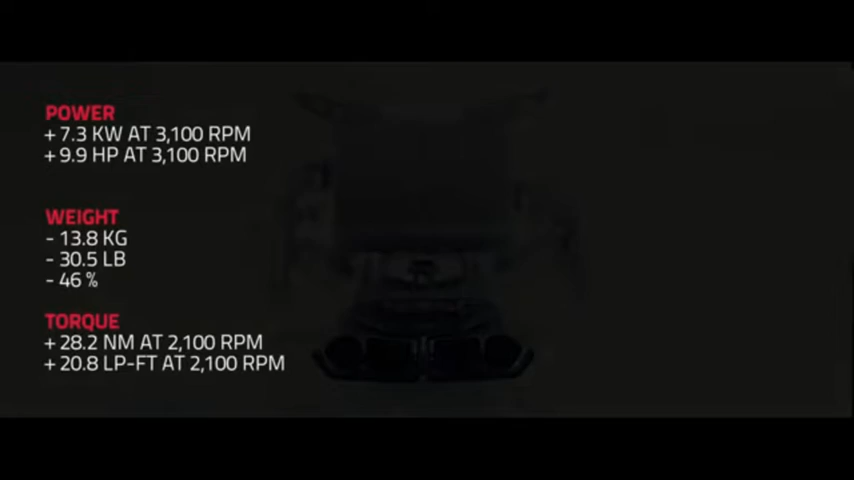 POWER
+ 7.3 KW AT 3,100 RPM
+ 9.9 HP AT 3,100 RPM
WEIGHT
- 13.8 KG
- 30.5 LB
- 46 %
TORQUE
+ 28.2 NM AT 2,100 RPM
+ 20.8 LP-FT AT 2,100 RPM